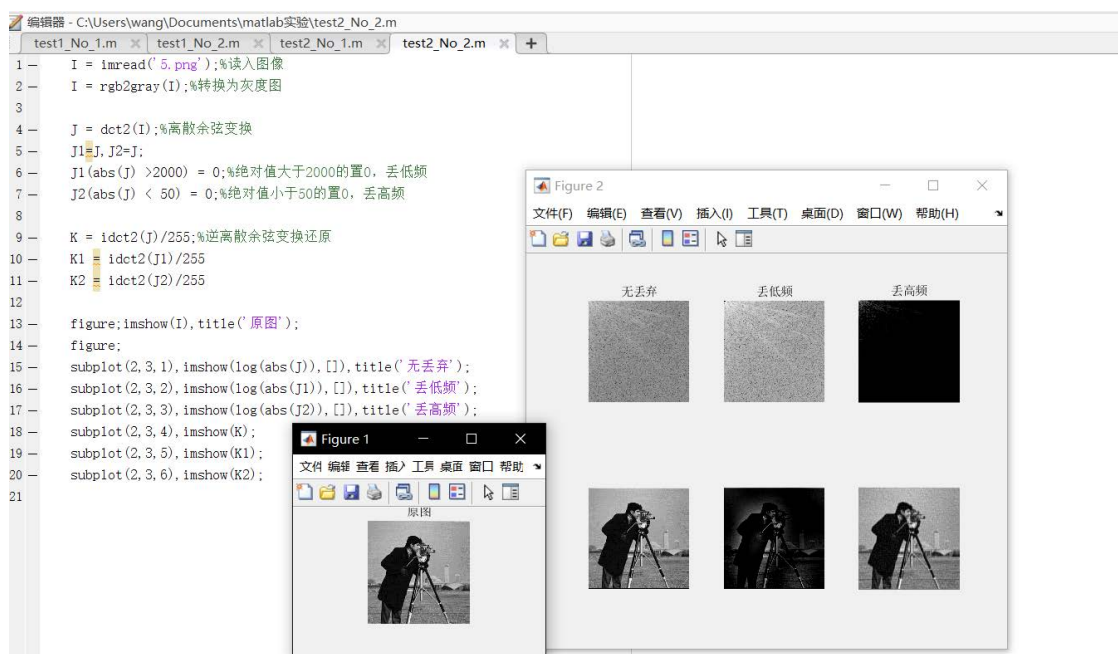 编辑器 - C:\Users\wang\Documents\matlab实验\test2_No_2.m
test1_No_1.m × test1_No_2.m × test2_No_1.m × test2_No_2.m × +
1 — I = imread('5.png');%读入图像
2 — I = rgb2gray(I);%转换为灰度图
3
4 — J = dct2(I);%离散余弦变换
5 — J1=J,J2=J;
6 — J1(abs(J) >2000) = 0;%绝对值大于2000的置0，丢低频
7 — J2(abs(J) < 50) = 0;%绝对值小于50的置0，丢高频
8
9 — K = idct2(J)/255;%逆离散余弦变换还原
10 — K1 = idct2(J1)/255
11 — K2 = idct2(J2)/255
12
13 — figure;imshow(I),title('原图');
14 — figure;
15 — subplot(2,3,1),imshow(log(abs(J)),[]),title('无丢弃');
16 — subplot(2,3,2),imshow(log(abs(J1)),[]),title('丢低频');
17 — subplot(2,3,3),imshow(log(abs(J2)),[]),title('丢高频');
18 — subplot(2,3,4),imshow(K);
19 — subplot(2,3,5),imshow(K1);
20 — subplot(2,3,6),imshow(K2);
21
Figure 2
文件(F) 编辑(E) 查看(V) 插入(I) 工具(T) 桌面(D) 窗口(W) 帮助(H)
无丢弃 丢低频 丢高频
Figure 1
文件 编辑 查看 插入 工具 桌面 窗口 帮助
原图